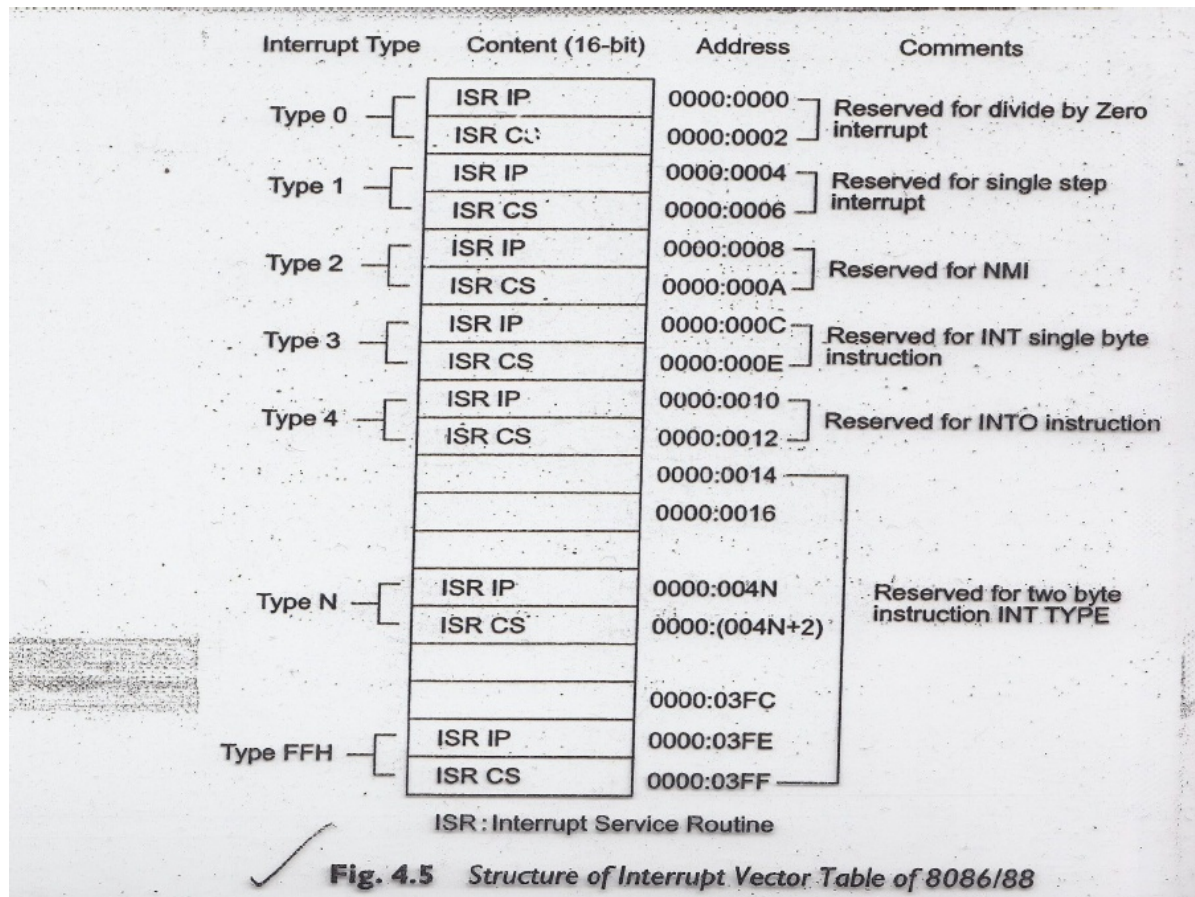 Interrupt Type Content (16-bit) Address Comments
Type 0
ISR IP 0000:0000
ISR CS 0000:0002
Reserved for divide by Zero
interrupt
Type 1
ISR IP 0000:0004
ISR CS 0000:0006
Reserved for single step
interrupt
Type 2
ISR IP 0000:0008
ISR CS 0000:000A
Reserved for NMI
Type 3
ISR IP 0000:000C
ISR CS 0000:000E
Reserved for INT single byte
instruction
Type 4
ISR IP 0000:0010
ISR CS 0000:0012
Reserved for INTO instruction
0000:0014
0000:0016
Type N
ISR IP 0000:004N
ISR CS 0000:(004N+2)
Reserved for two byte
instruction INT TYPE
0000:03FC
Type FFH
ISR IP 0000:03FE
ISR CS 0000:03FF
ISR : Interrupt Service Routine
Fig. 4.5 Structure of Interrupt Vector Table of 8086/88